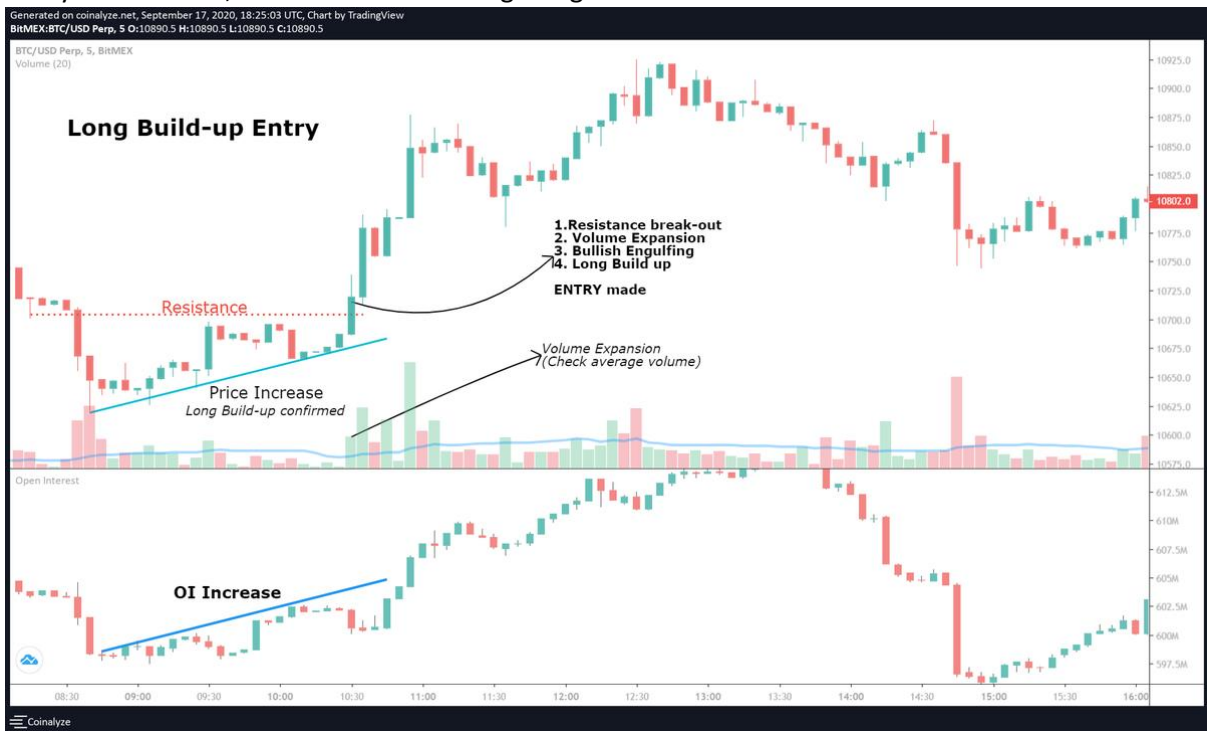 Generated on coinalyze.net, September 17, 2020, 18:25:03 UTC, Chart by TradingView
BitMEX:BTC/USD Perp, 5 O:10890.5 H:10890.5 L:10890.5 C:10890.5
BTC/USD Perp, 5, BitMEX
Volume (20)
Long Build-up Entry
Resistance
1.Resistance break-out
2. Volume Expansion
3. Bullish Engulfing
4. Long Build up
ENTRY made
Volume Expansion
(Check average volume)
Price Increase
Long Build-up confirmed
10925.0
10900.0
10875.0
10850.0
10825.0
10802.0
10775.0
10750.0
10725.0
10700.0
10675.0
10650.0
10625.0
10600.0
10575.0
Open Interest
OI Increase
612.5M
610M
607.5M
605M
602.5M
600M
597.5M
08:30 09:00 09:30 10:00 10:30 11:00 11:30 12:00 12:30 13:00 13:30 14:00 14:30 15:00 15:30 16:00
Coinalyze